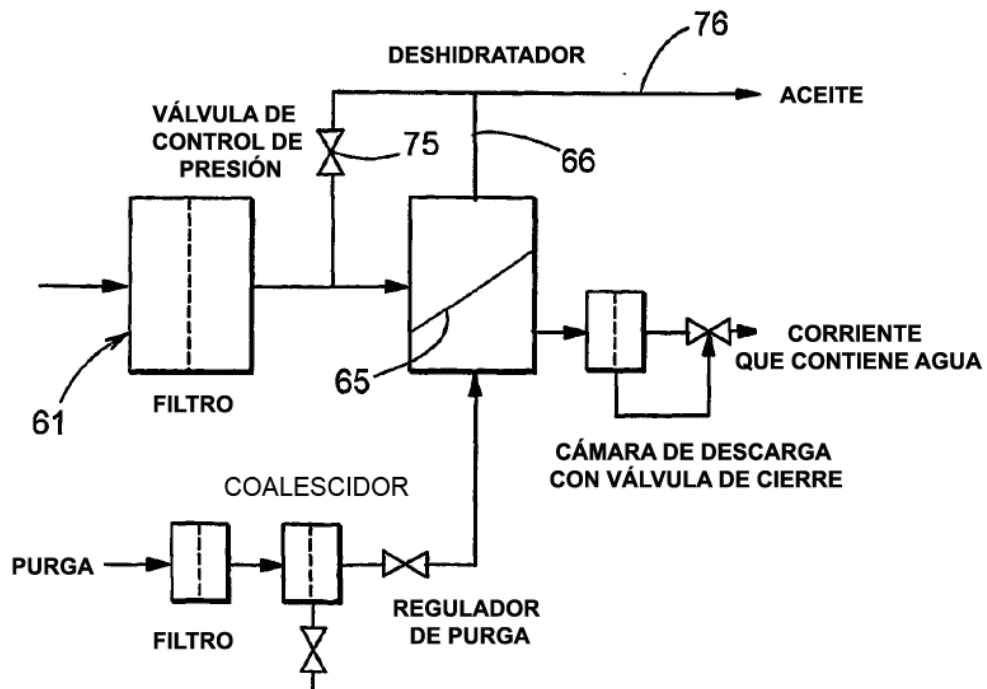 76
DESHIDRATADOR
ACEITE
VÁLVULA DE
CONTROL DE
PRESIÓN
75
66
61
FILTRO
65
CORRIENTE
QUE CONTIENE AGUA
CÁMARA DE DESCARGA
CON VÁLVULA DE CIERRE
COALESCIDOR
PURGA
FILTRO
REGULADOR
DE PURGA